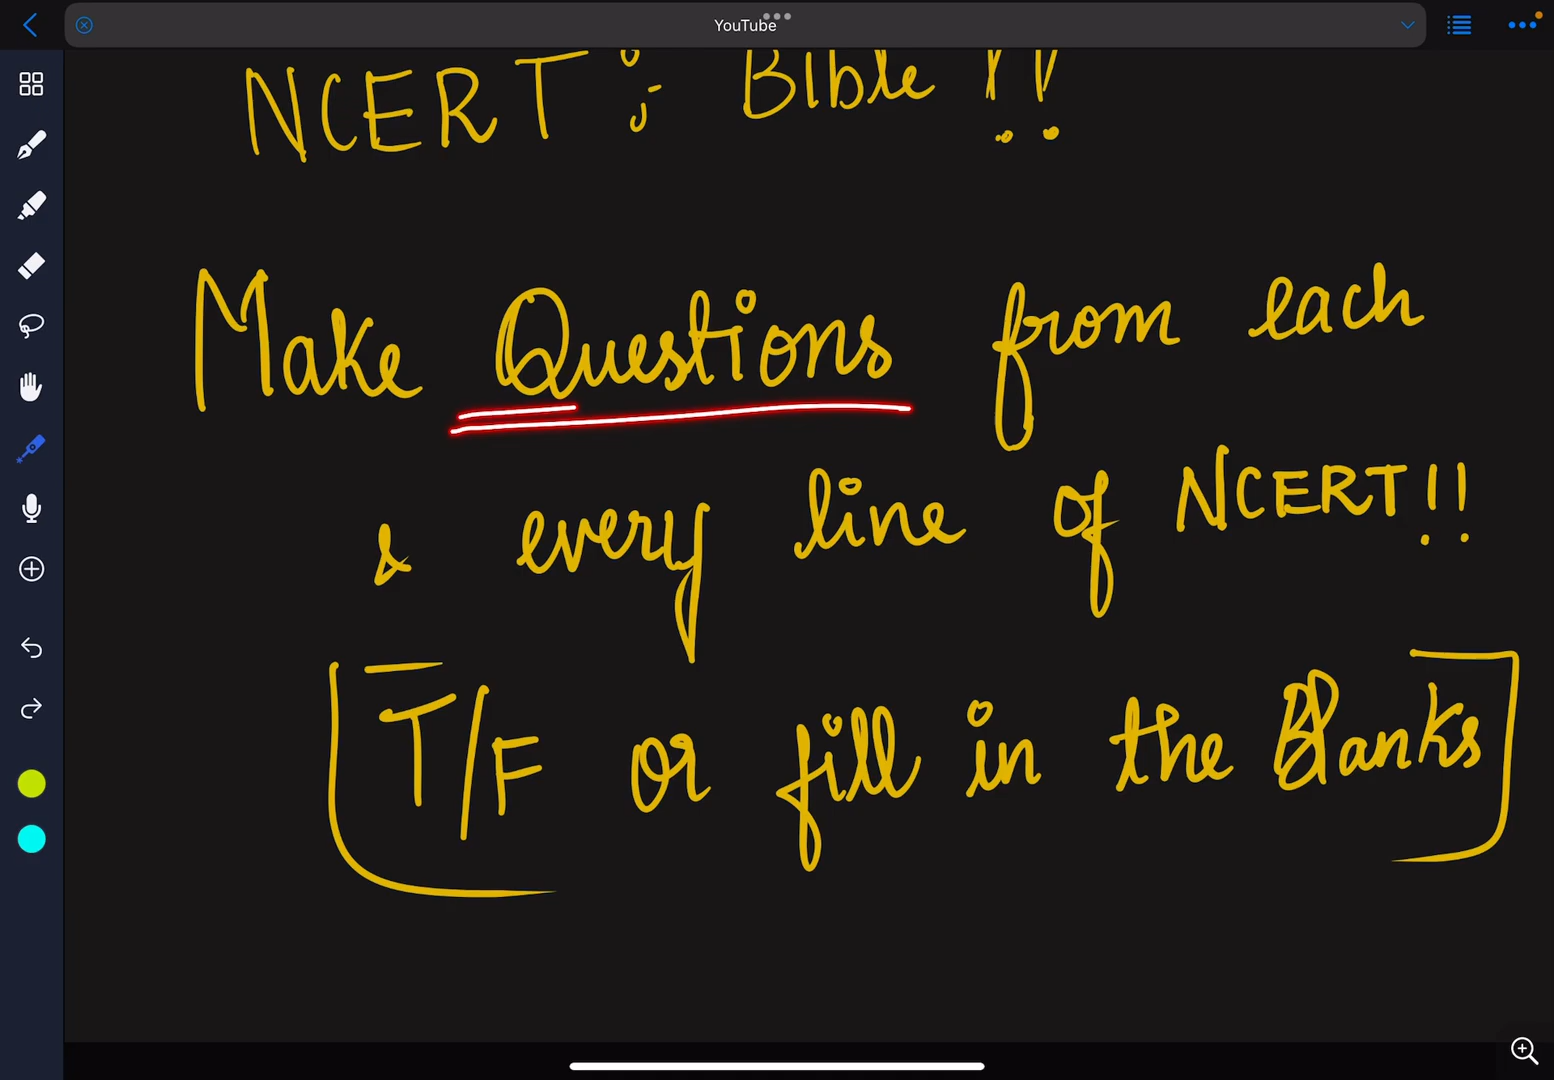 YouTube
NCERT ; Bible !!
Make Questions from each
& every line of NCERT!!
[T/F or fill in the Blanks]